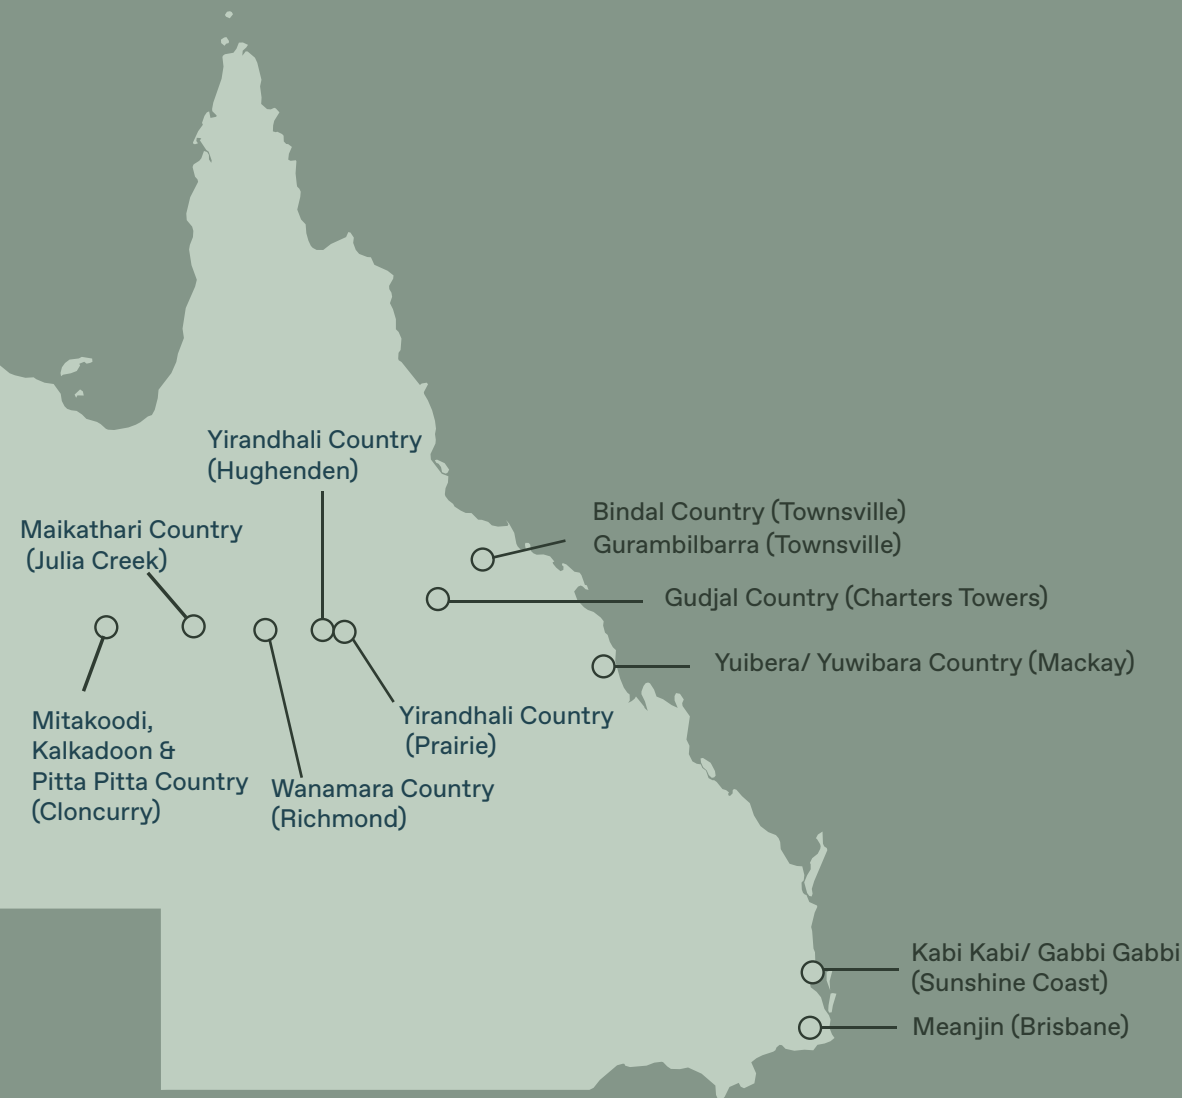 Yirandhali Country
(Hughenden)
Maikathari Country
(Julia Creek)
Bindal Country (Townsville)
Gurambilbarra (Townsville)
Gudjal Country (Charters Towers)
Yuibera/ Yuwibara Country (Mackay)
Mitakoodi,
Kalkadoon &
Pitta Pitta Country
(Cloncurry)
Yirandhali Country
(Prairie)
Wanamara Country
(Richmond)
Kabi Kabi/ Gabbi Gabbi
(Sunshine Coast)
Meanjin (Brisbane)